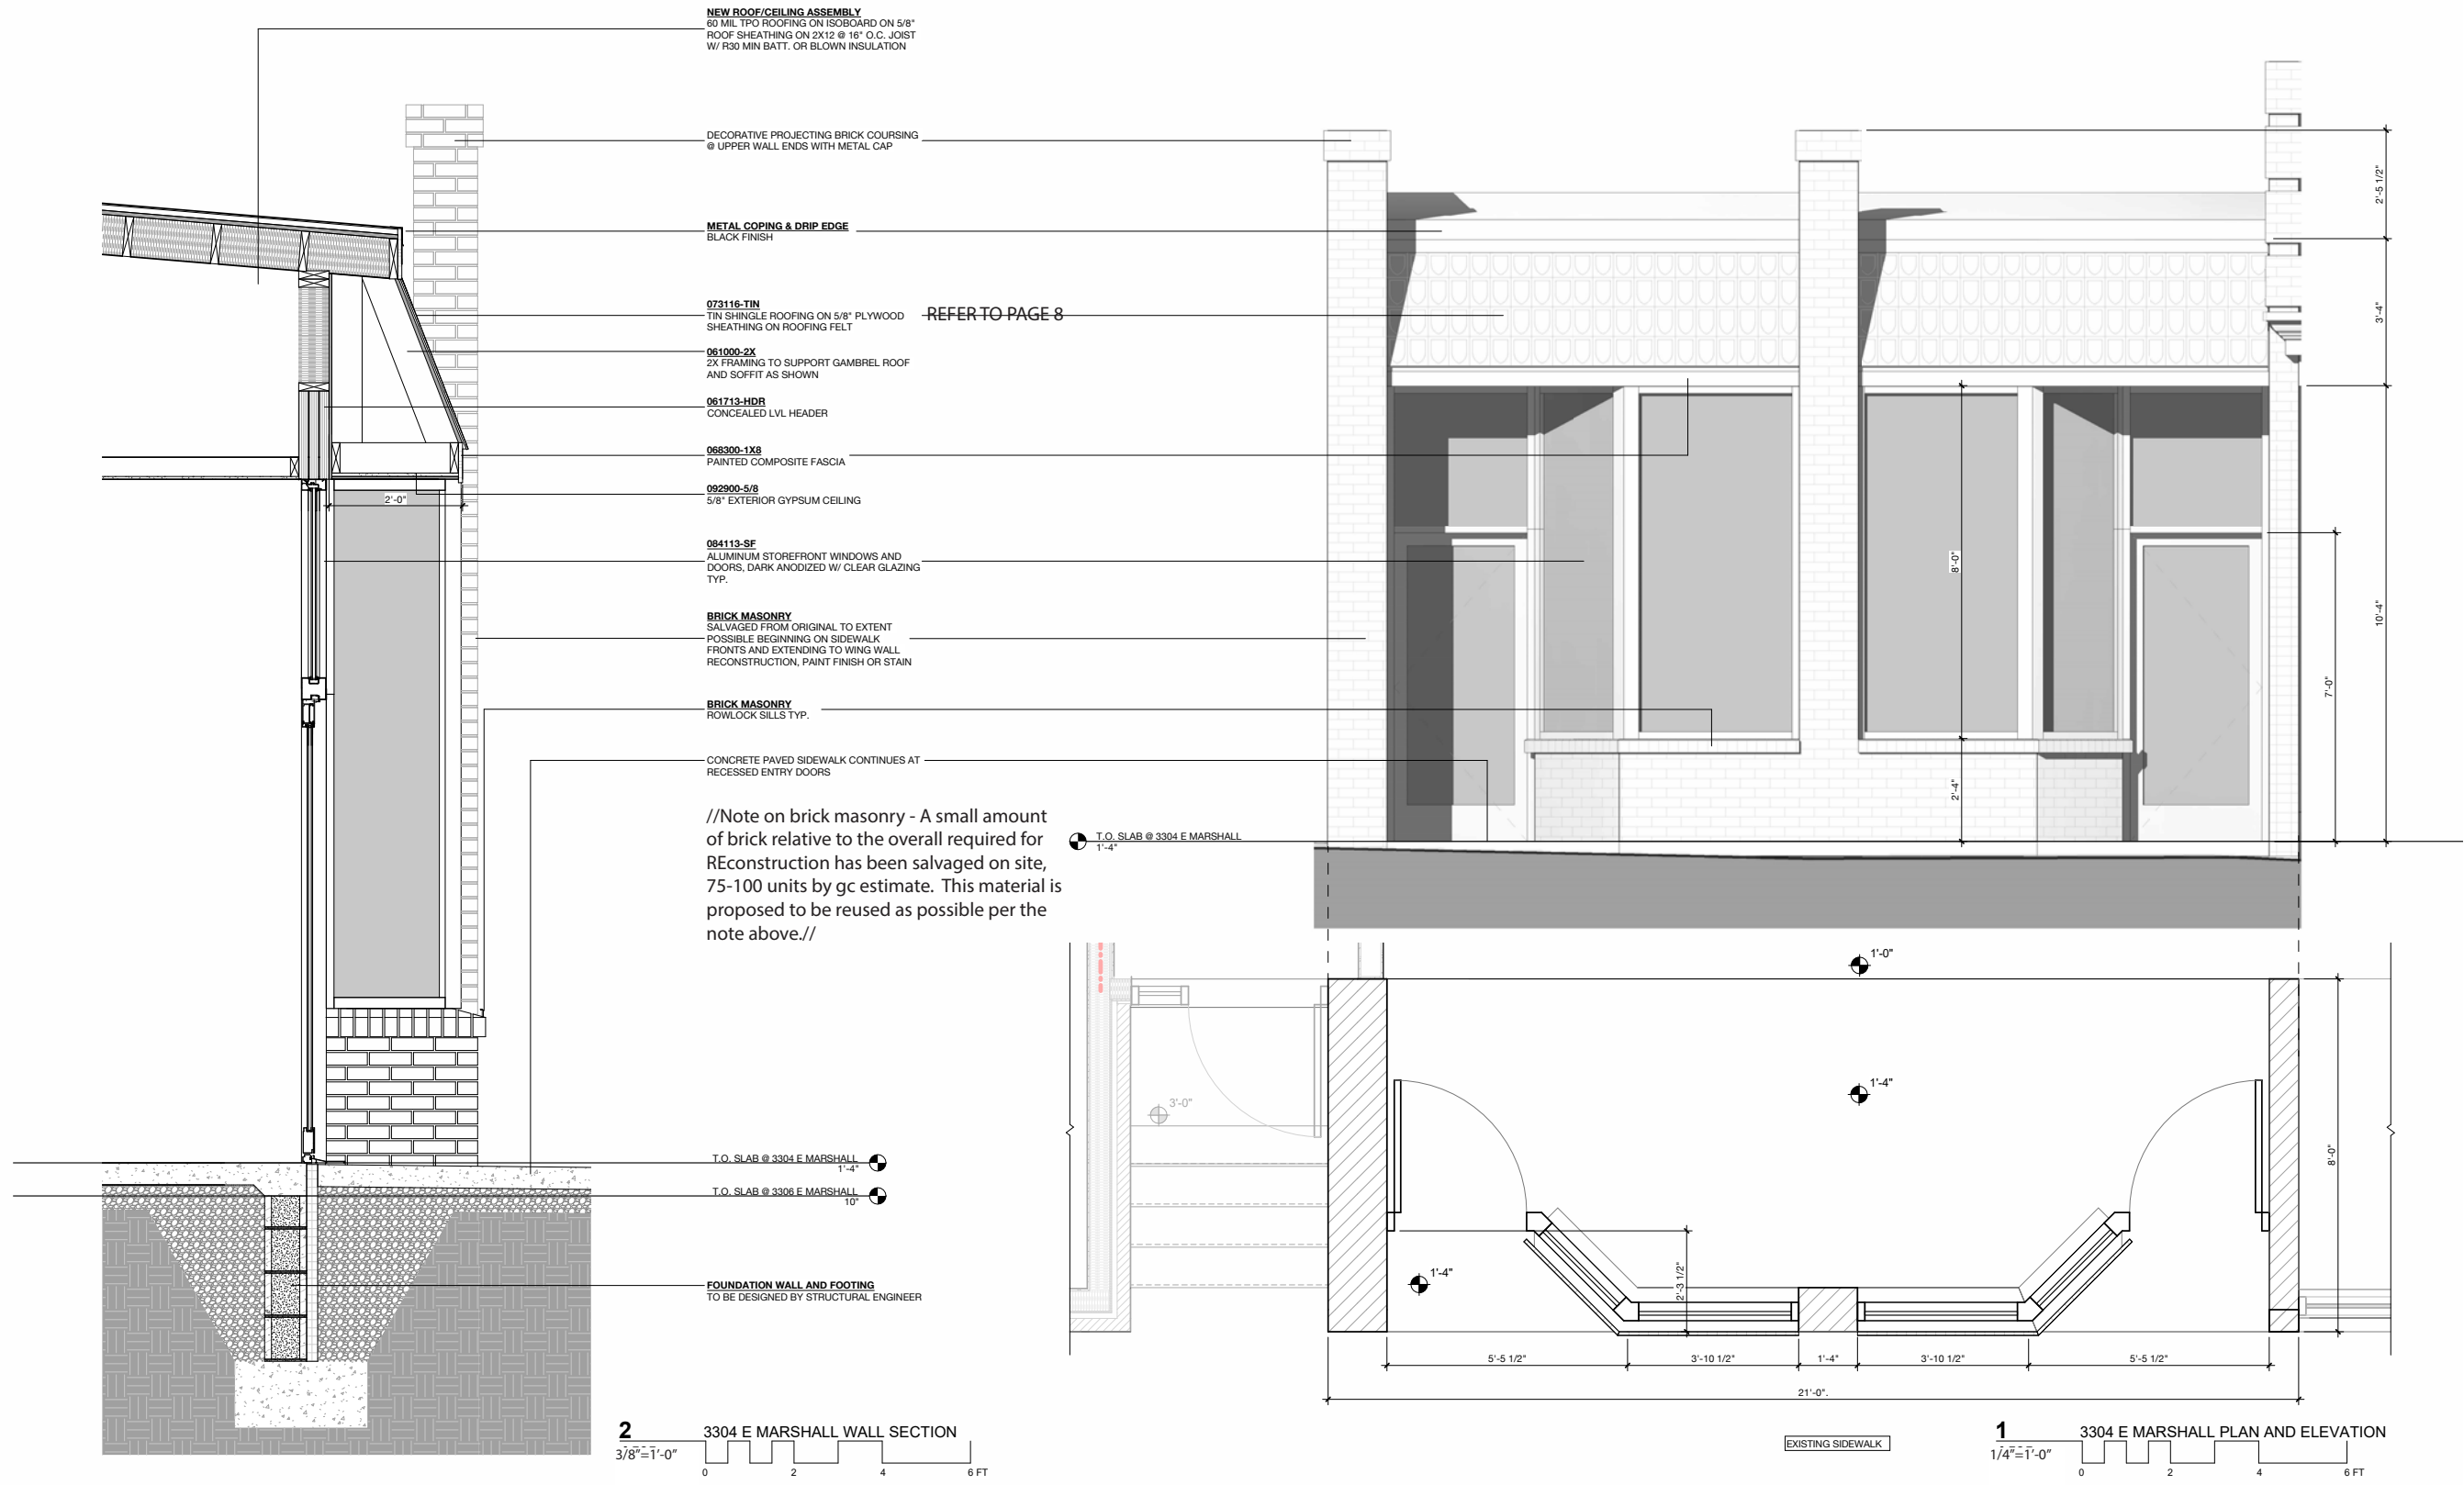 NEW ROOF/CEILING ASSEMBLY
60 MIL TPO ROOFING ON ISOBOARD ON 5/8"
ROOF SHEATHING ON 2X12 @ 16" O.C. JOIST
W/ R30 MIN BATT. OR BLOWN INSULATION
DECORATIVE PROJECTING BRICK COURSING
@ UPPER WALL ENDS WITH METAL CAP
METAL COPING & DRIP EDGE
BLACK FINISH
073116-TIN
TIN SHINGLE ROOFING ON 5/8" PLYWOOD
SHEATHING ON ROOFING FELT
REFER TO PAGE 8
061000-2X
2X FRAMING TO SUPPORT GAMBREL ROOF
AND SOFFIT AS SHOWN
061713-HDR
CONCEALED LVL HEADER
068300-1X8
PAINTED COMPOSITE FASCIA
092900-5/8
5/8" EXTERIOR GYPSUM CEILING
2'-0"
084113-SF
ALUMINUM STOREFRONT WINDOWS AND
DOORS, DARK ANODIZED W/ CLEAR GLAZING
TYP.
BRICK MASONRY
SALVAGED FROM ORIGINAL TO EXTENT
POSSIBLE BEGINNING ON SIDEWALK
FRONTS AND EXTENDING TO WING WALL
RECONSTRUCTION, PAINT FINISH OR STAIN
BRICK MASONRY
ROWLOCK SILLS TYP.
CONCRETE PAVED SIDEWALK CONTINUES AT
RECESSED ENTRY DOORS
//Note on brick masonry - A small amount
of brick relative to the overall required for
REconstruction has been salvaged on site,
75-100 units by gc estimate. This material is
proposed to be reused as possible per the
note above.//
T.O. SLAB @ 3304 E MARSHALL
1'-4"
T.O. SLAB @ 3306 E MARSHALL
10"
FOUNDATION WALL AND FOOTING
TO BE DESIGNED BY STRUCTURAL ENGINEER
2
3304 E MARSHALL WALL SECTION
3/8"=1'-0"
0 2 4 6 FT
2'-5 1/2"
3'-4"
10'-4"
7'-0"
8'-0"
2'-4"
T.O. SLAB @ 3304 E MARSHALL
1'-4"
1'-0"
1'-4"
3'-0"
1'-4"
2'-3 1/2"
8'-0"
5'-5 1/2" 3'-10 1/2" 1'-4" 3'-10 1/2" 5'-5 1/2"
21'-0".
EXISTING SIDEWALK
1
3304 E MARSHALL PLAN AND ELEVATION
1/4"=1'-0"
0 2 4 6 FT